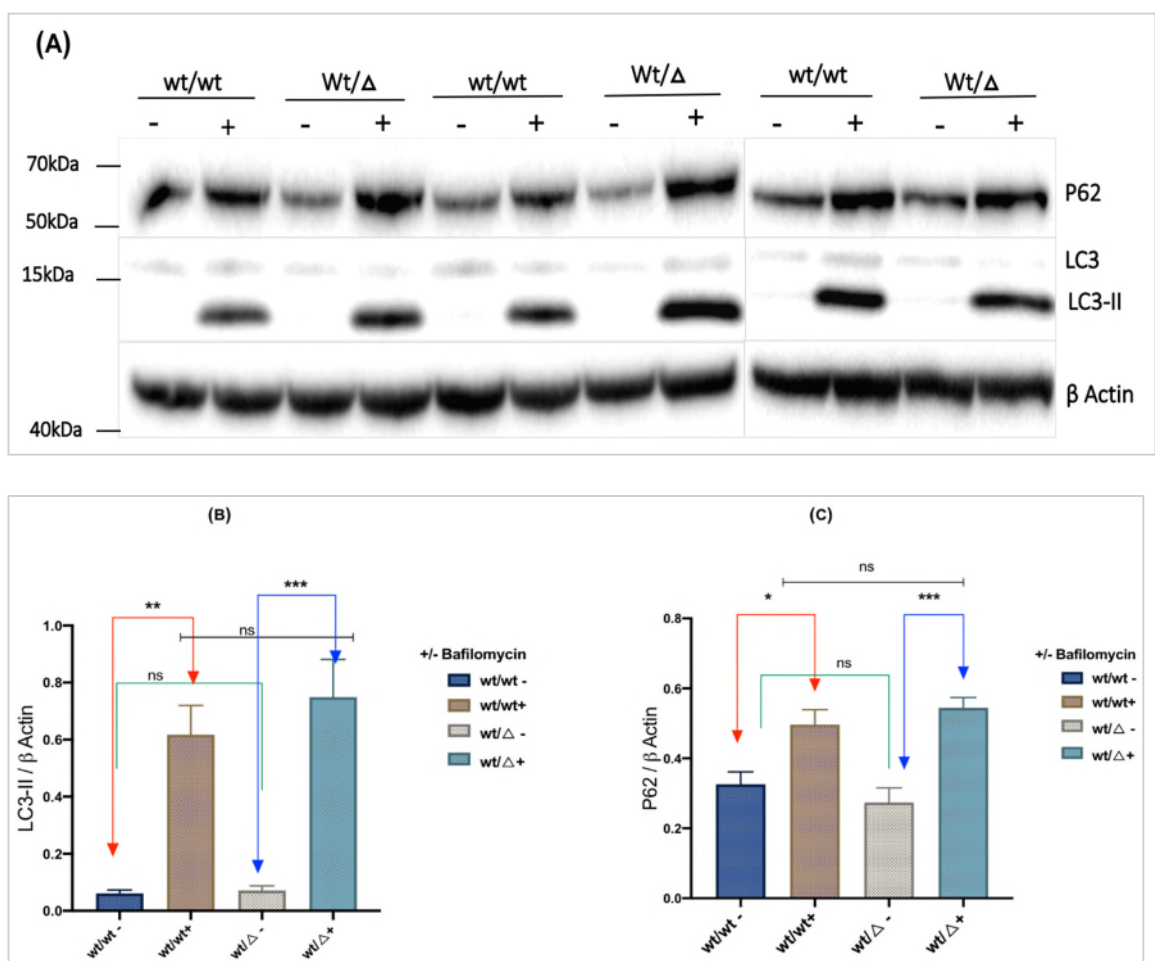 (A)
wt/wt Wt/Δ wt/wt Wt/Δ wt/wt Wt/Δ
- + - + - + - + - + - +
70kDa
P62
50kDa
LC3
15kDa
LC3-II
β Actin
40kDa
(B)
***
**
ns
ns
LC3-II / β Actin
1.0
0.8
0.6
0.4
0.2
0.0
wt/wt -
wt/wt+
wt/△ -
wt/△+
+/- Bafilomycin
wt/wt -
wt/wt+
wt/△ -
wt/△+
(C)
ns
*
***
ns
P62 / β Actin
0.8
0.6
0.4
0.2
0.0
wt/wt -
wt/wt+
wt/△ -
wt/△+
+/- Bafilomycin
wt/wt -
wt/wt+
wt/△ -
wt/△+